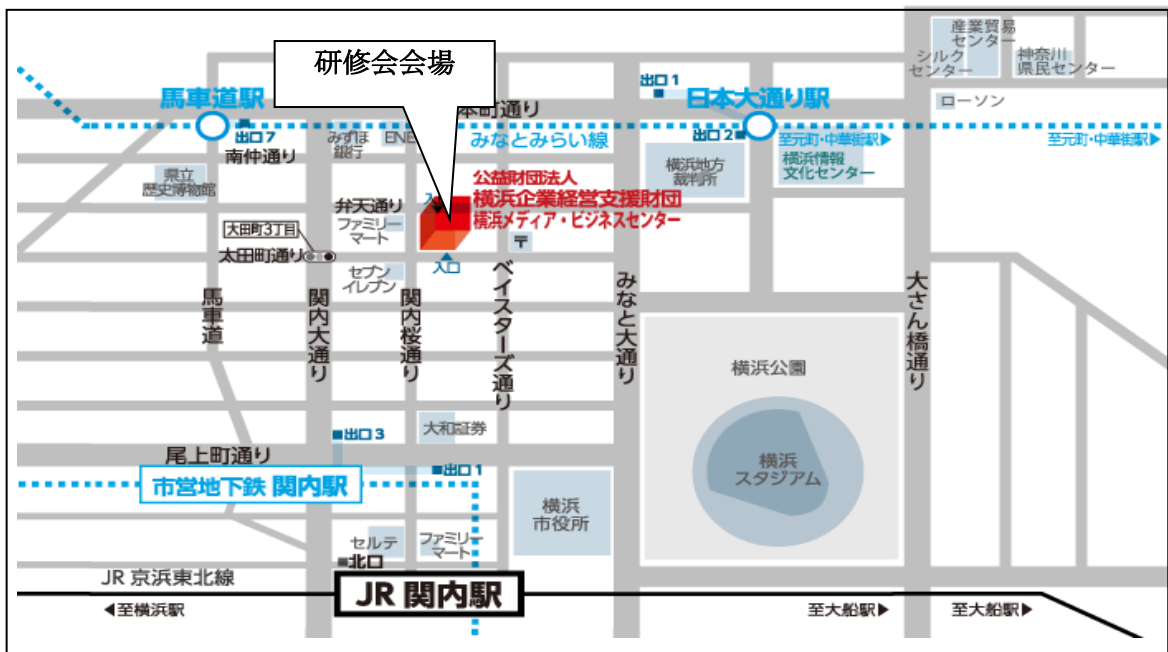 産業貿易
センター
シルク
センター
神奈川
県民センター
研修会会場
馬車道駅
出口1
日本大通り駅
本町通り
ローソン
出口7
南仲通り
みずほ
銀行
ENE
みなとみらい線
出口2
至元町・中華街駅▶
至元町・中華街駅▶
県立
歴史博物館
横浜地方
裁判所
横浜情報
文化センター
公益財団法人
横浜企業経営支援財団
横浜メディア・ビジネスセンター
弁天通り
入
ファミリー
マート
大田町3丁目
太田町通り
〒
入口
セブン
イレブン
馬車道
関内大通り
関内桜通り
ベイスターズ通り
みなと大通り
大さん橋通り
横浜公園
横浜
スタジアム
出口3
大和証券
尾上町通り
出口1
市営地下鉄 関内駅
横浜
市役所
セルテ
ファミリー
マート
北口
JR 京浜東北線
JR 関内駅
◀至横浜駅
至大船駅▶
至大船駅▶